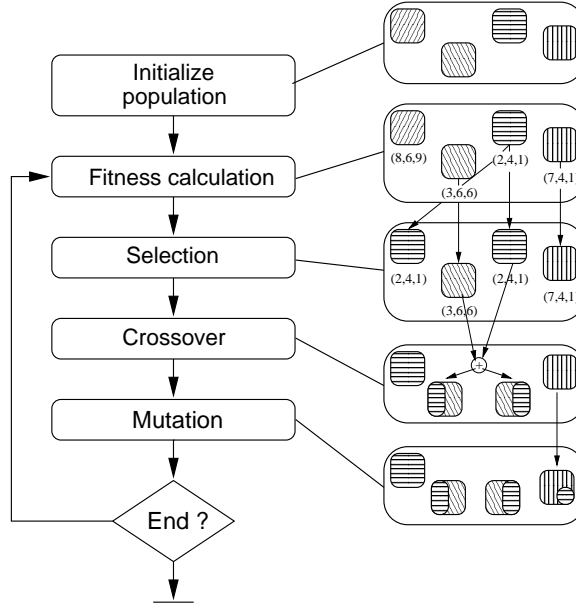 Initialize
population
Fitness calculation
(8,6,9)
(2,4,1)
(7,4,1)
(3,6,6)
Selection
(2,4,1)
(2,4,1)
(7,4,1)
(3,6,6)
Crossover
+
Mutation
End ?